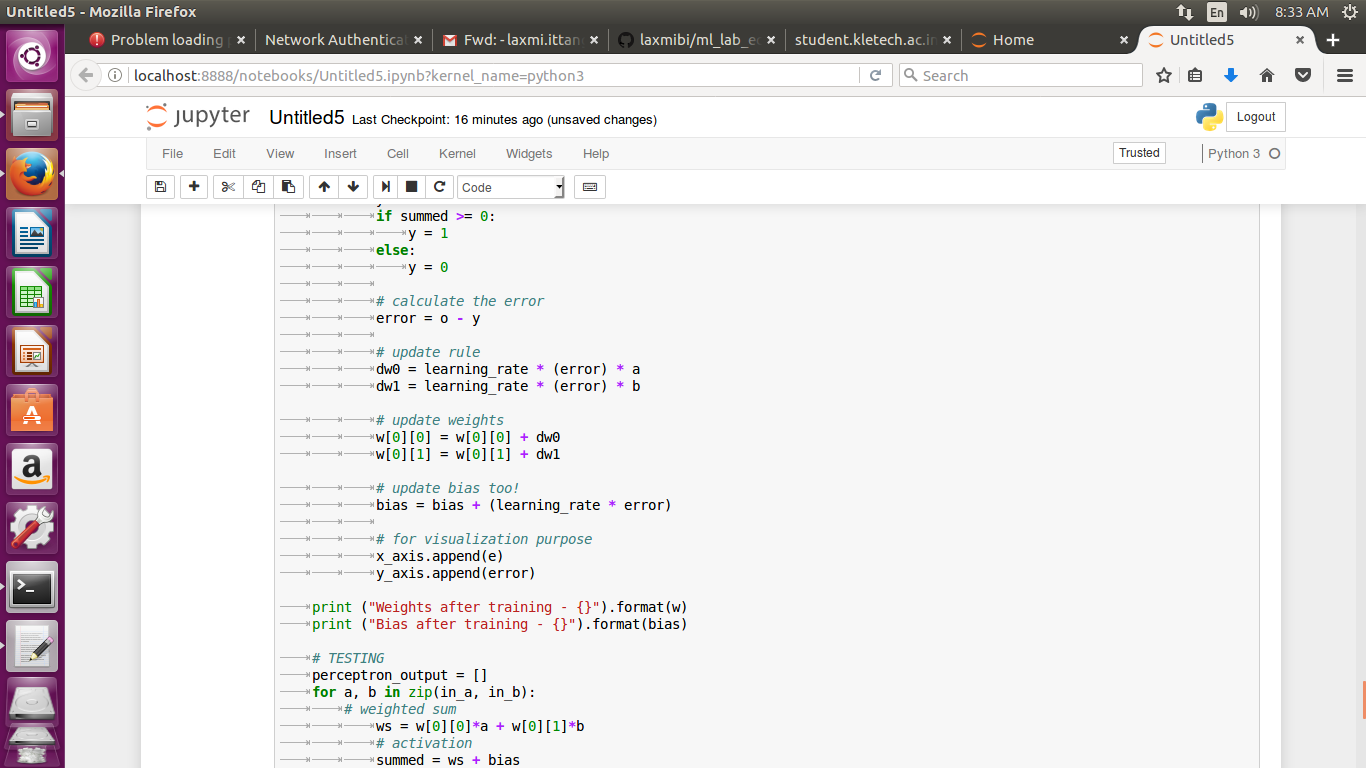 Untitled5 - Mozilla Firefox
En
8:33 AM
Problem loading
Network Authentica
Fwd: - laxmi.ittan
laxmibi/ml_lab_e
student.kletech.ac.i
Home
Untitled5
localhost:8888/notebooks/Untitled5.ipynb?kernel_name=python3
Search
jupyter
Untitled5
Last Checkpoint: 16 minutes ago (unsaved changes)
Logout
File
Edit
View
Insert
Cell
Kernel
Widgets
Help
Trusted
Python 3
Code
if summed >= 0:
y = 1
else:
y = 0
# calculate the error
error = o - y
# update rule
dw0 = learning_rate * (error) * a
dw1 = learning_rate * (error) * b
# update weights
w[0][0] = w[0][0] + dw0
w[0][1] = w[0][1] + dw1
# update bias too!
bias = bias + (learning_rate * error)
# for visualization purpose
x_axis.append(e)
y_axis.append(error)
print ("Weights after training - {}").format(w)
print ("Bias after training - {}").format(bias)
# TESTING
perceptron_output = []
for a, b in zip(in_a, in_b):
# weighted sum
ws = w[0][0]*a + w[0][1]*b
# activation
summed = ws + bias